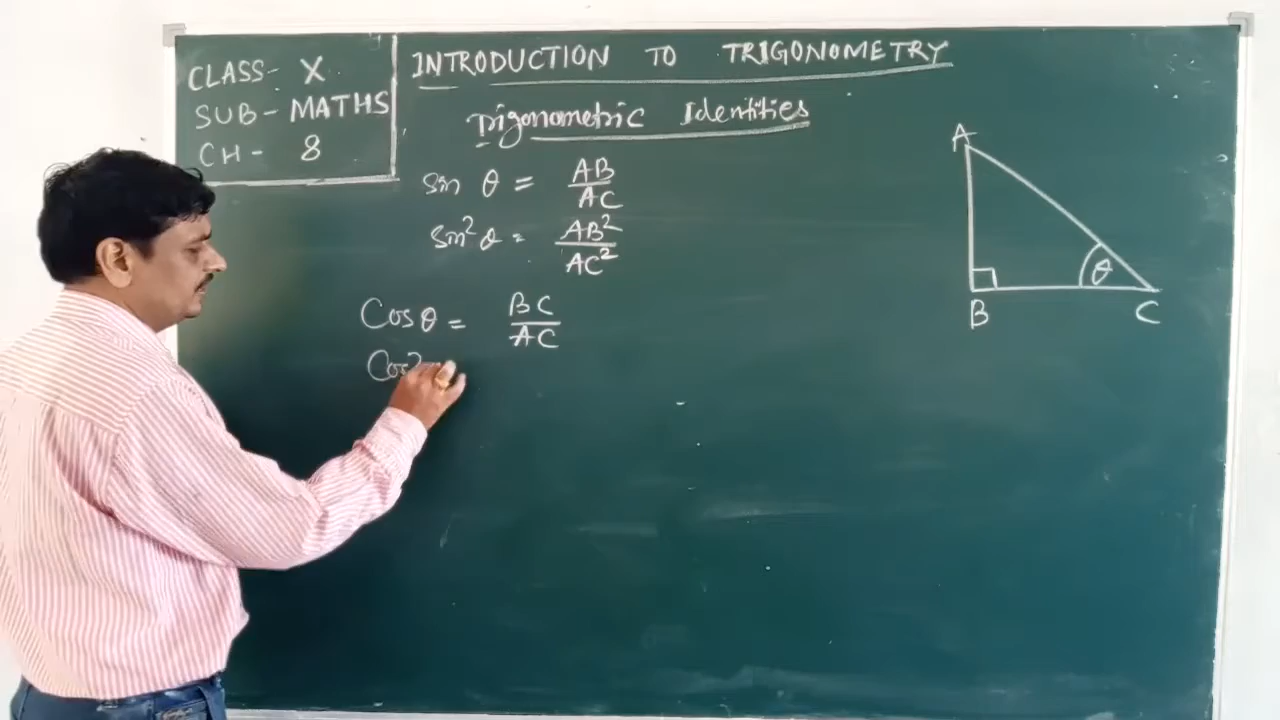 CLASS- X
SUB- MATHS
CH- 8
INTRODUCTION TO TRIGONOMETRY
Trigonometric Identities
sin θ = AB/AC
sin² θ = AB²/AC²
Cos θ = BC/AC
Cos²
A
B
C
θ